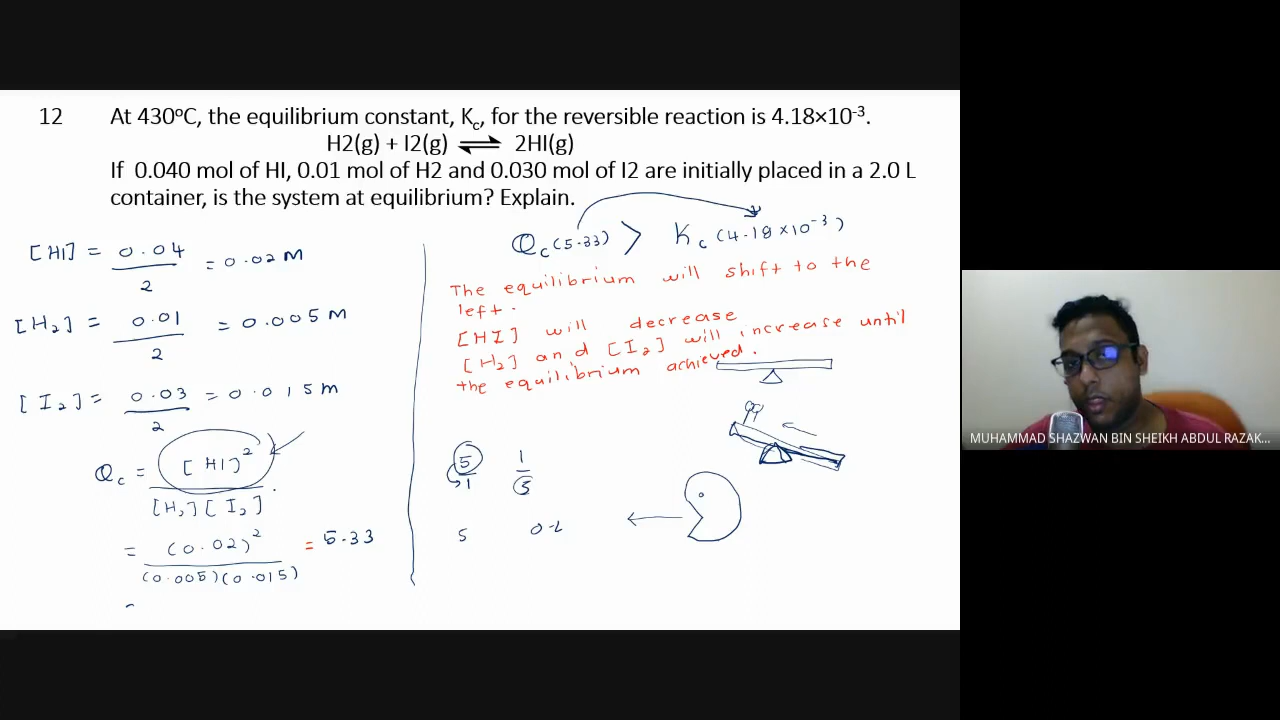 12 At 430°C, the equilibrium constant, Kc, for the reversible reaction is 4.18×10⁻³.
H2(g) + I2(g) ⇌ 2HI(g)
If 0.040 mol of HI, 0.01 mol of H2 and 0.030 mol of I2 are initially placed in a 2.0 L
container, is the system at equilibrium? Explain.
[HI] = 0.04 / 2 = 0.02 M
[H₂] = 0.01 / 2 = 0.005 M
[I₂] = 0.03 / 2 = 0.015 M
Qc = [HI]² / [H₂][I₂]
= (0.02)² / (0.005)(0.015) = 5.33
=
Qc (5.33) > Kc (4.18 × 10⁻³)
The equilibrium will shift to the
left.
[HI] will decrease
[H₂] and [I₂] will increase until
the equilibrium achieved.
5/1 1/5
5 0.2
MUHAMMAD SHAZWAN BIN SHEIKH ABDUL RAZAK...